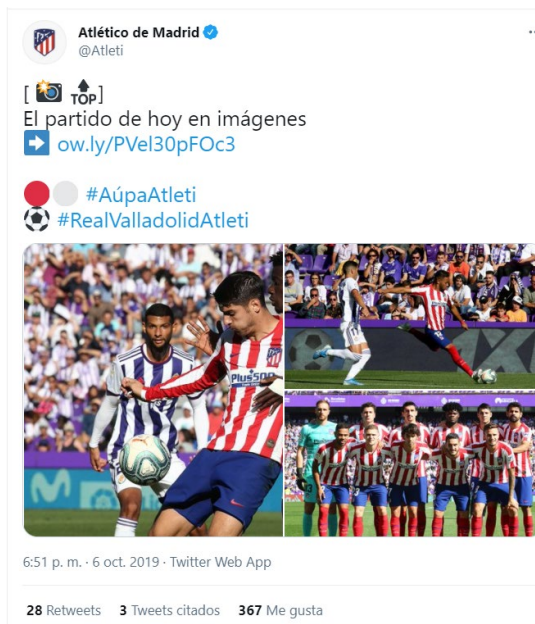 Atlético de Madrid
@Atleti
[ TOP]
El partido de hoy en imágenes
ow.ly/PVel30pFOc3
#AúpaAtleti
#RealValladolidAtleti
Plus500
6:51 p. m. · 6 oct. 2019 · Twitter Web App
28 Retweets 3 Tweets citados 367 Me gusta